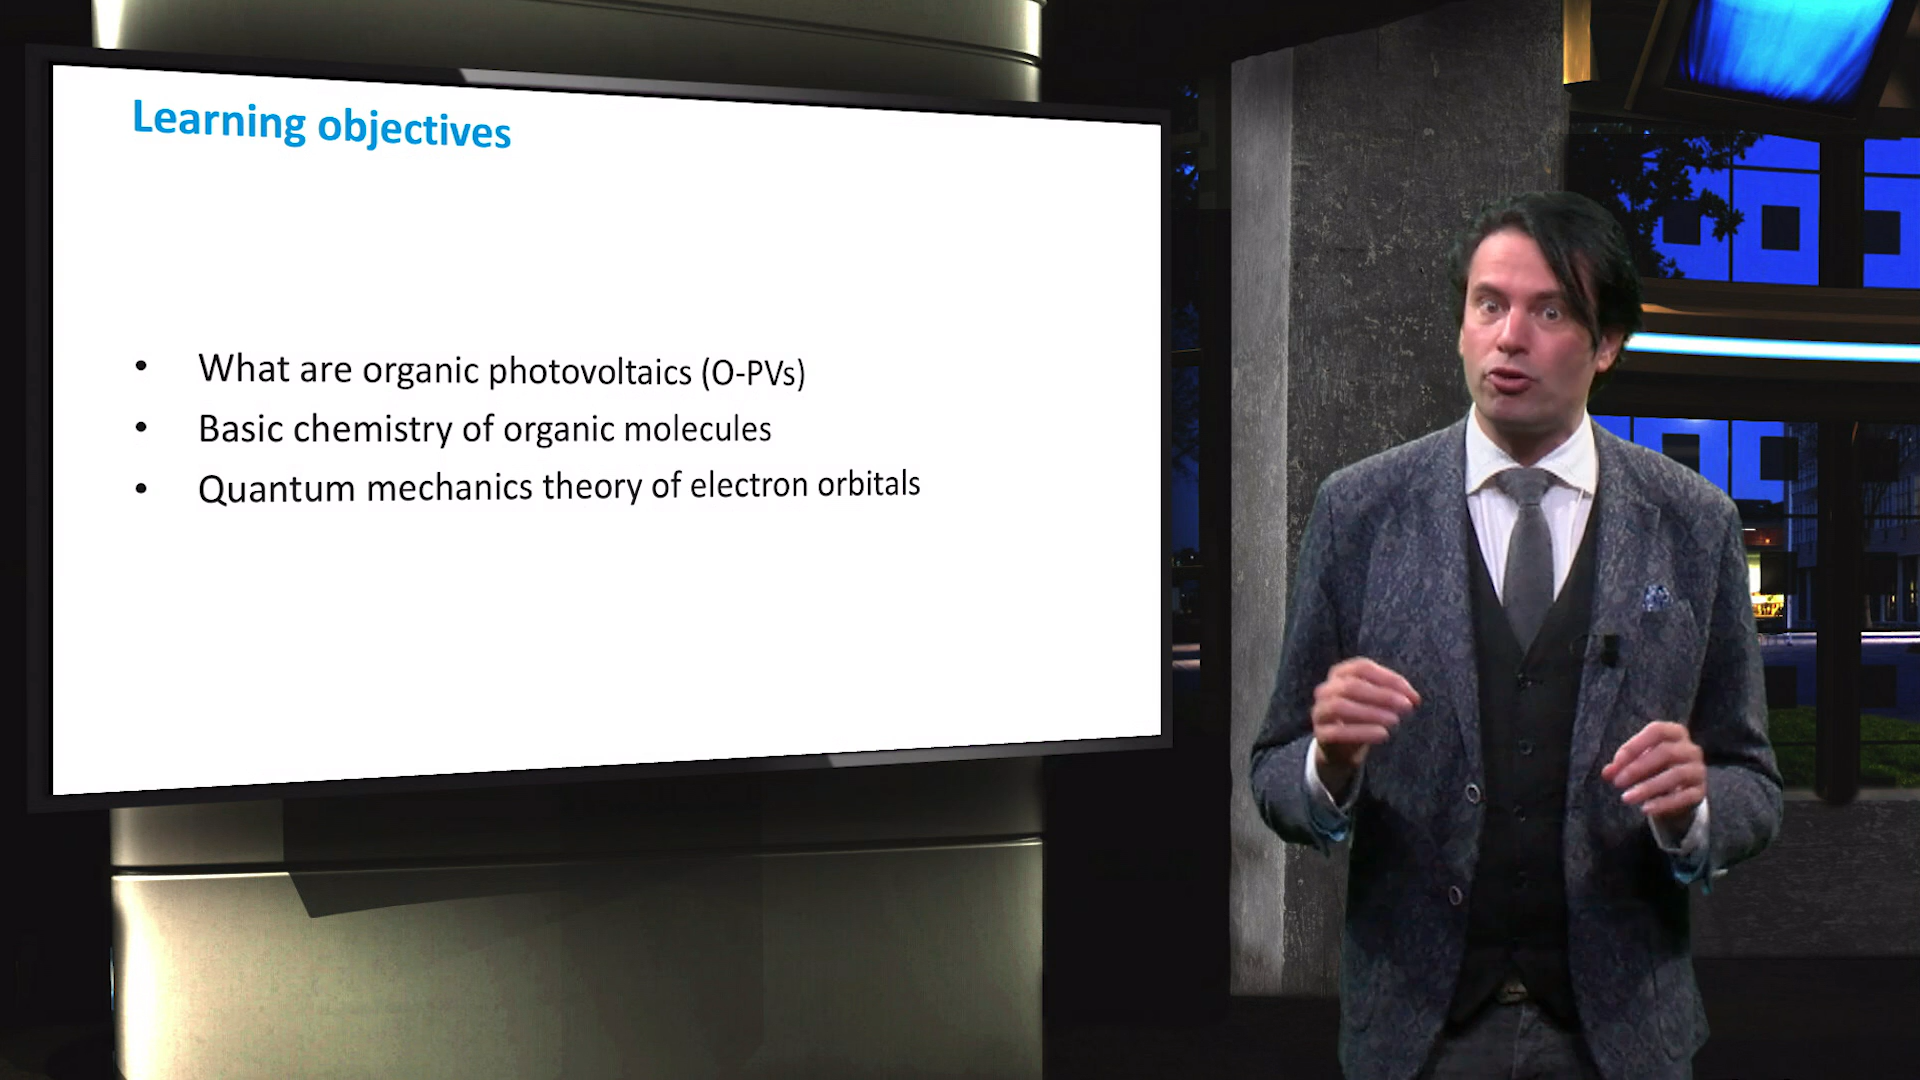 Learning objectives
• What are organic photovoltaics (O-PVs)
• Basic chemistry of organic molecules
• Quantum mechanics theory of electron orbitals